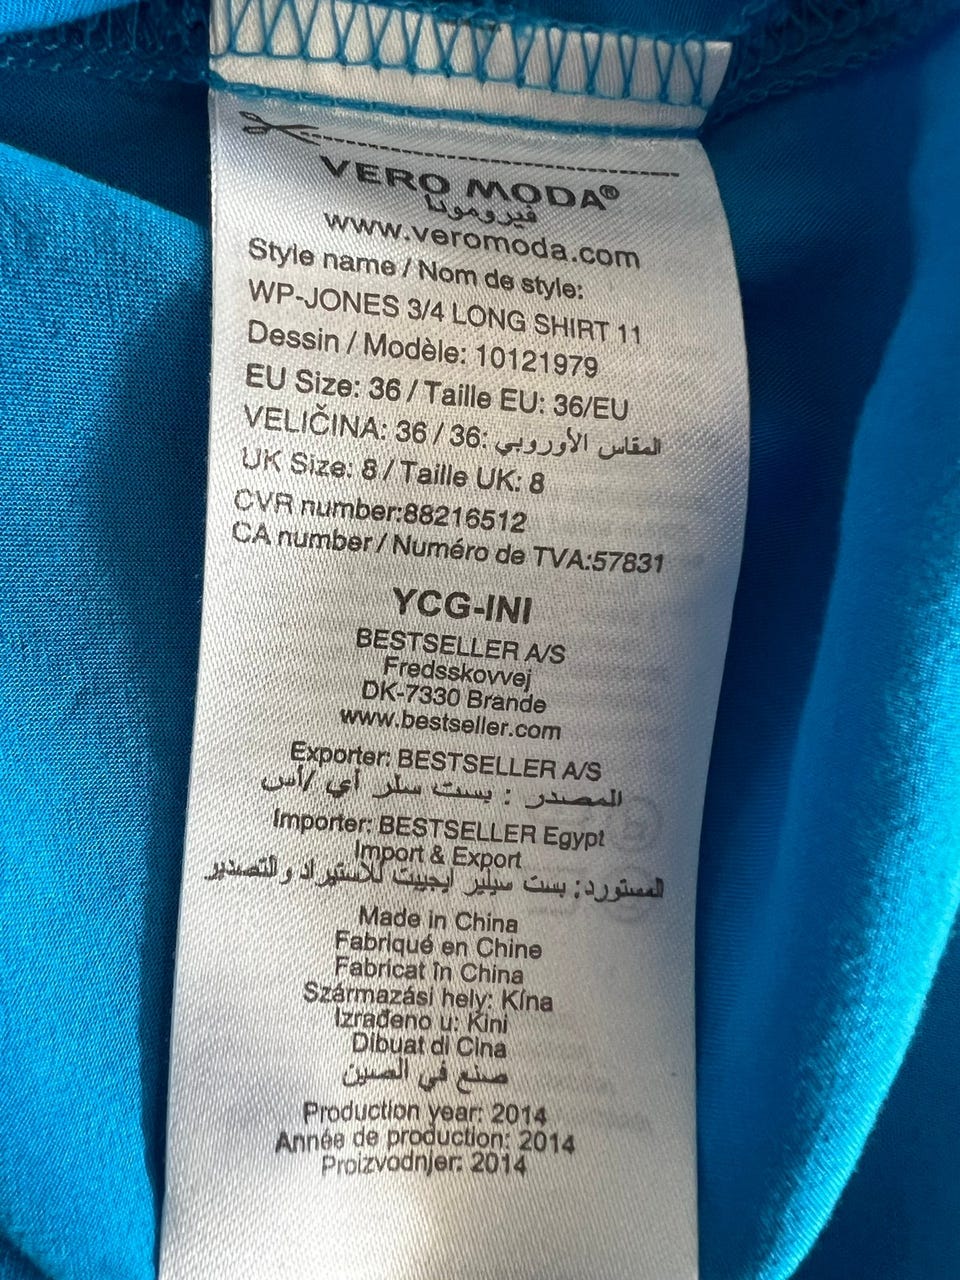 VERO MODA®
فيرومودا
www.veromoda.com
Style name / Nom de style:
WP-JONES 3/4 LONG SHIRT 11
Dessin / Modèle: 10121979
EU Size: 36 / Taille EU: 36/EU
VELIČINA: 36 / 36: المقاس الأوروبي
UK Size: 8 / Taille UK: 8
CVR number:88216512
CA number / Numéro de TVA:57831
YCG-INI
BESTSELLER A/S
Fredsskovvej
DK-7330 Brande
www.bestseller.com
Exporter: BESTSELLER A/S
المصدر : بست سلر أي /أس
Importer: BESTSELLER Egypt
Import & Export
المستورد: بست سيلير ايجيبت للاستيراد والتصدير
Made in China
Fabriqué en Chine
Fabricat în China
Származási hely: Kína
Izrađeno u: Kini
Dibuat di Cina
صنع في الصين
Production year: 2014
Année de production: 2014
Proizvodnjer: 2014